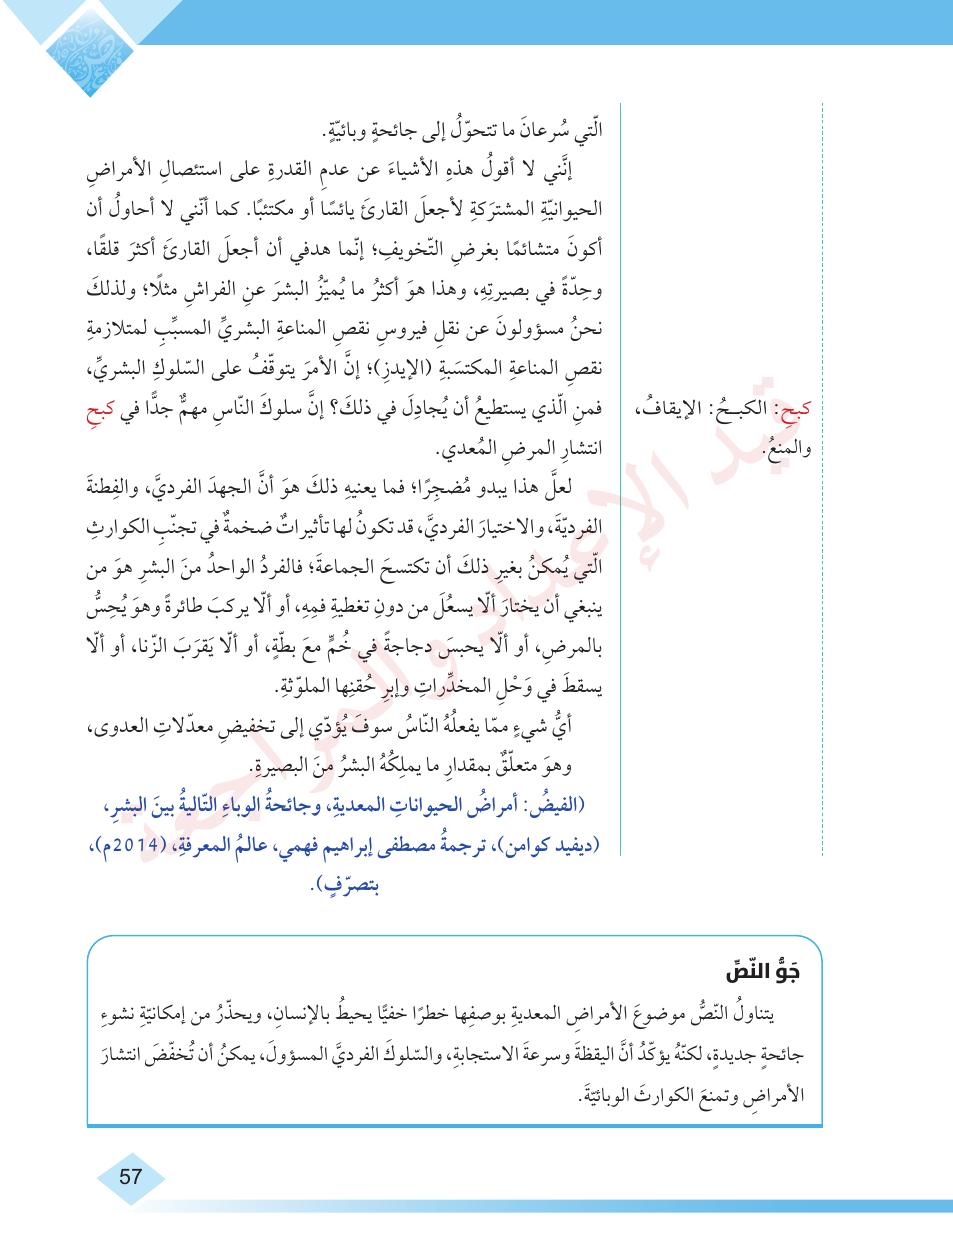 الّتي سُرعانَ ما تتحوّلُ إلى جائحةٍ وبائيّةٍ.
إنَّني لا أقولُ هذهِ الأشياءَ عن عدمِ القدرةِ على استئصالِ الأمراضِ
الحيوانيّةِ المشتركةِ لأجعلَ القارئَ يائسًا أو مكتئبًا. كما أنّني لا أحاولُ أن
أكونَ متشائمًا بغرضِ التّخويفِ؛ إنّما هدفي أن أجعلَ القارئَ أكثرَ قلقًا،
وحِدّةً في بصيرتِهِ، وهذا هوَ أكثرُ ما يُميّزُ البشرَ عنِ الفراشِ مثلًا؛ ولذلكَ
نحنُ مسؤولونَ عن نقلِ فيروسِ نقصِ المناعةِ البشريِّ المسبِّبِ لمتلازمةِ
نقصِ المناعةِ المكتسَبةِ (الإيدزِ)؛ إنَّ الأمرَ يتوقّفُ على السّلوكِ البشريِّ،
فمنِ الّذي يستطيعُ أن يُجادِلَ في ذلكَ؟ إنَّ سلوكَ النّاسِ مهمٌّ جدًّا في كبحِ
انتشارِ المرضِ المُعدي.
كبحِ: الكبـحُ: الإيقافُ،
والمنعُ.
لعلَّ هذا يبدو مُضجِرًا؛ فما يعنيهِ ذلكَ هوَ أنَّ الجهدَ الفرديَّ، والفِطنةَ
الفرديّةَ، والاختيارَ الفرديَّ، قد تكونُ لها تأثيراتٌ ضخمةٌ في تجنّبِ الكوارثِ
الّتي يُمكنُ بغيرِ ذلكَ أن تكتسحَ الجماعةَ؛ فالفردُ الواحدُ منَ البشرِ هوَ من
ينبغي أن يختارَ ألّا يسعُلَ من دونِ تغطيةِ فمِهِ، أو ألّا يركبَ طائرةً وهوَ يُحِسُّ
بالمرضِ، أو ألّا يحبسَ دجاجةً في خُمٍّ معَ بطّةٍ، أو ألّا يَقرَبَ الزّنا، أو ألّا
يسقطَ في وَحْلِ المخدِّراتِ وإبرِ حُقنِها الملوّثةِ.
أيُّ شيءٍ ممّا يفعلُهُ النّاسُ سوفَ يُؤدّي إلى تخفيضِ معدّلاتِ العدوى،
وهوَ متعلّقٌ بمقدارِ ما يملِكُهُ البشرُ منَ البصيرةِ.
(الفيضُ: أمراضُ الحيواناتِ المعديةِ، وجائحةُ الوباءِ التّاليةُ بينَ البشرِ،
(ديفيد كوامن)، ترجمةُ مصطفى إبراهيم فهمي، عالمُ المعرفةِ، (2014م)،
بتصرّفٍ).
جَوُّ النّصِّ
يتناولُ النّصُّ موضوعَ الأمراضِ المعديةِ بوصفِها خطرًا خفيًّا يحيطُ بالإنسانِ، ويحذّرُ من إمكانيّةِ نشوءِ
جائحةٍ جديدةٍ، لكنّهُ يؤكّدُ أنَّ اليقظةَ وسرعةَ الاستجابةِ، والسّلوكَ الفرديَّ المسؤولَ، يمكنُ أن تُخفّضَ انتشارَ
الأمراضِ وتمنعَ الكوارثَ الوبائيّةَ.
57
قيد الإعداد والمراجعة